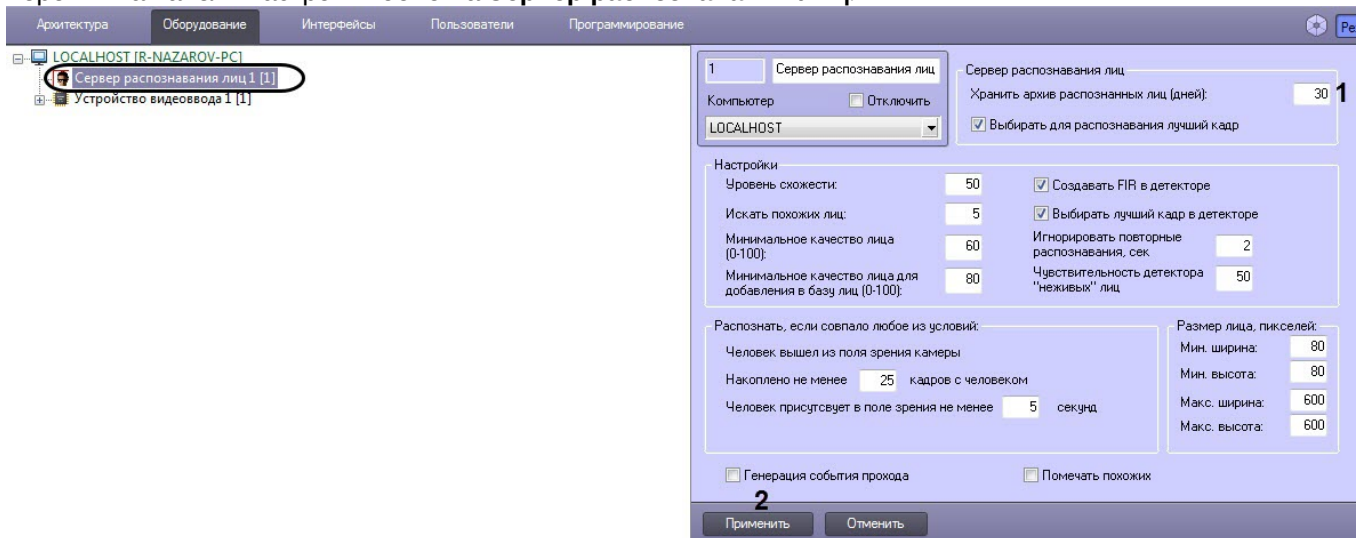 Архитектура Оборудование Интерфейсы Пользователи Программирование
LOCALHOST [R-NAZAROV-PC]
Сервер распознавания лиц 1 [1]
Устройство видеоввода 1 [1]
1 Сервер распознавания лиц
Компьютер Отключить
LOCALHOST
Сервер распознавания лиц
Хранить архив распознанных лиц (дней): 30 1
Выбирать для распознавания лучший кадр
Настройки
Уровень схожести: 50
Создавать FIR в детекторе
Искать похожих лиц: 5
Выбирать лучший кадр в детекторе
Минимальное качество лица
(0-100): 60
Игнорировать повторные
распознавания, сек 2
Минимальное качество лица для
добавления в базу лиц (0-100): 80
Чувствительность детектора
"неживых" лиц 50
Распознать, если совпало любое из условий:
Человек вышел из поля зрения камеры
Накоплено не менее 25 кадров с человеком
Человек присутсвует в поле зрения не менее 5 секунд
Размер лица, пикселей:
Мин. ширина: 80
Мин. высота: 80
Макс. ширина: 600
Макс. высота: 600
Генерация события прохода
Помечать похожих
2
Применить Отменить